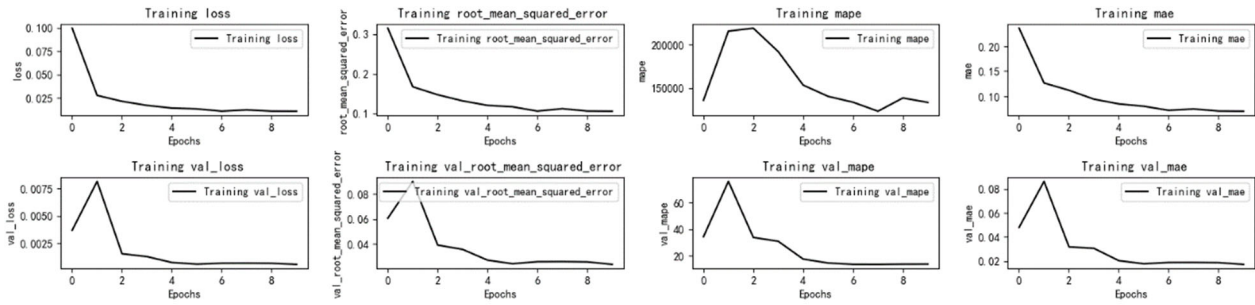 Training loss
Training loss
loss
0.100
0.075
0.050
0.025
0 2 4 6 8
Epochs
Training root_mean_squared_error
Training root_mean_squared_error
root_mean_squared_error
0.3
0.2
0.1
0 2 4 6 8
Epochs
Training mape
Training mape
mape
200000
150000
0 2 4 6 8
Epochs
Training mae
Training mae
mae
0.20
0.15
0.10
0 2 4 6 8
Epochs
Training val_loss
Training val_loss
val_loss
0.0075
0.0050
0.0025
0 2 4 6 8
Epochs
Training val_root_mean_squared_error
Training val_root_mean_squared_error
val_root_mean_squared_error
0.08
0.06
0.04
0 2 4 6 8
Epochs
Training val_mape
Training val_mape
val_mape
60
40
20
0 2 4 6 8
Epochs
Training val_mae
Training val_mae
val_mae
0.08
0.06
0.04
0.02
0 2 4 6 8
Epochs